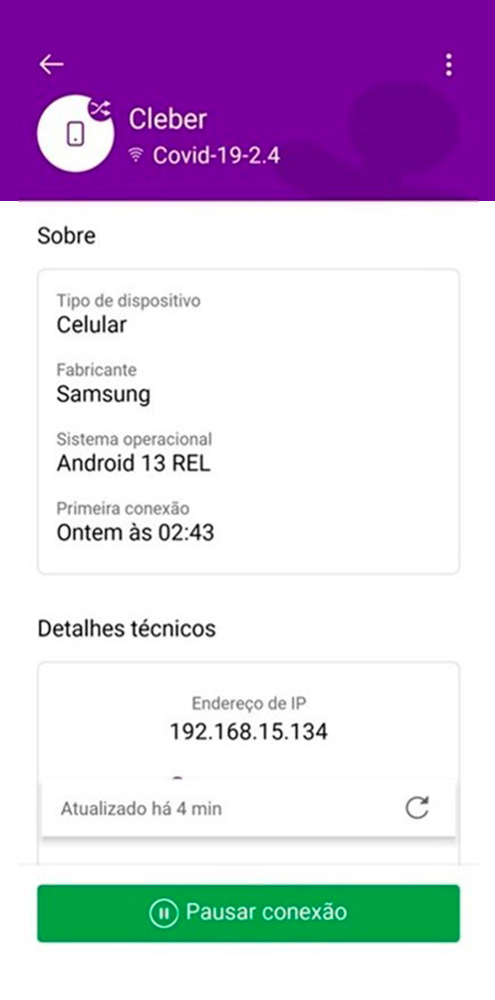 Cleber
Covid-19-2.4
Sobre
Tipo de dispositivo
Celular
Fabricante
Samsung
Sistema operacional
Android 13 REL
Primeira conexão
Ontem às 02:43
Detalhes técnicos
Endereço de IP
192.168.15.134
Atualizado há 4 min
Pausar conexão